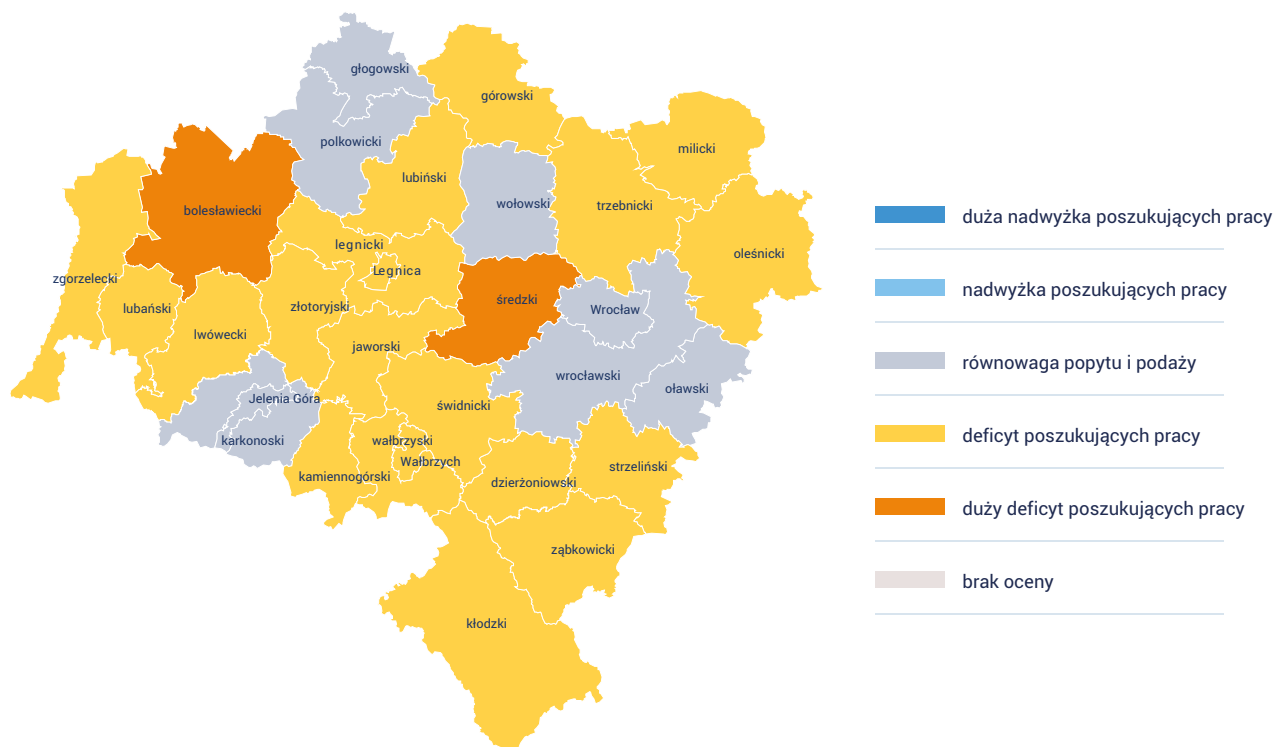 głogowski
górowski
polkowicki
milicki
lubiński
wołowski
trzebnicki
bolesławiecki
legnicki
oleśnicki
Legnica
zgorzelecki
średzki
lubański
złotoryjski
Wrocław
lwówecki
jaworski
wrocławski
oławski
Jelenia Góra
świdnicki
karkonoski
wałbrzyski
Wałbrzych
strzeliński
kamiennogórski
dzierżoniowski
ząbkowicki
kłodzki
duża nadwyżka poszukujących pracy
nadwyżka poszukujących pracy
równowaga popytu i podaży
deficyt poszukujących pracy
duży deficyt poszukujących pracy
brak oceny